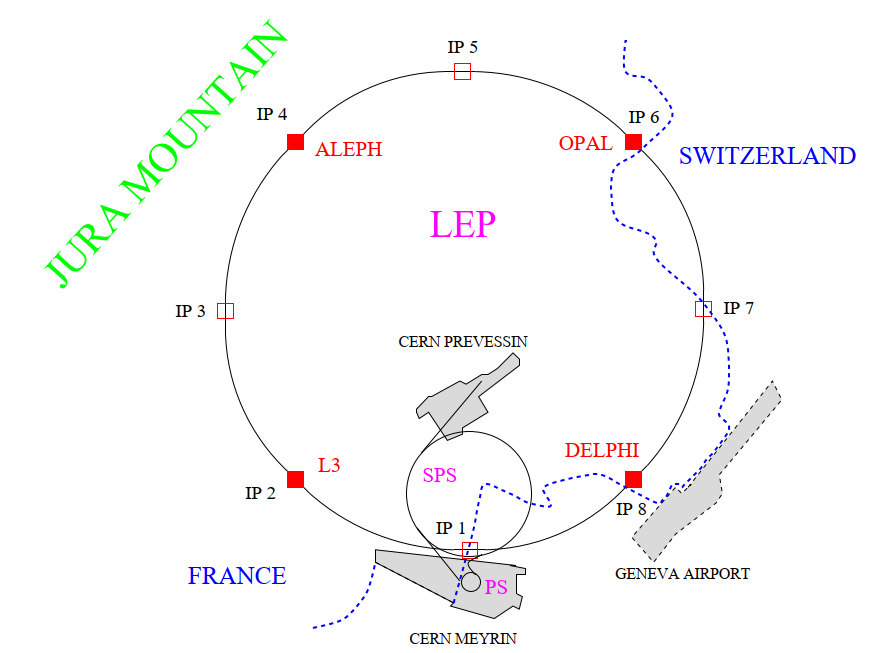 JURA MOUNTAIN
IP 5
IP 4
IP 6
ALEPH
OPAL
SWITZERLAND
LEP
IP 3
IP 7
CERN PREVESSIN
L3
DELPHI
SPS
IP 2
IP 8
IP 1
FRANCE
PS
GENEVA AIRPORT
CERN MEYRIN